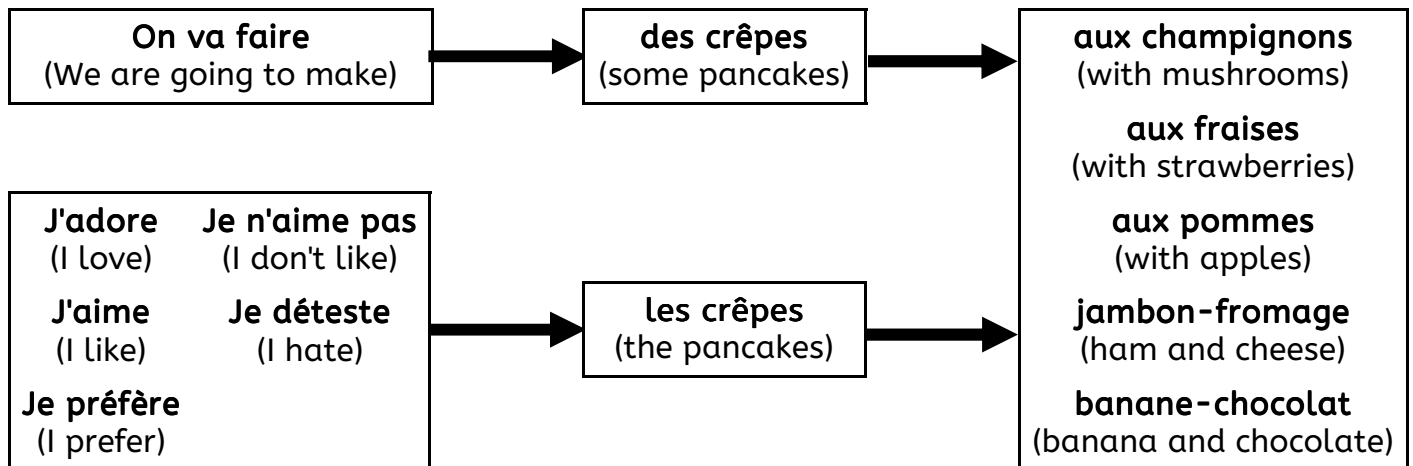 On va faire
(We are going to make)
des crêpes
(some pancakes)
aux champignons
(with mushrooms)
aux fraises
(with strawberries)
aux pommes
(with apples)
jambon-fromage
(ham and cheese)
banane-chocolat
(banana and chocolate)
J'adore
(I love)
Je n'aime pas
(I don't like)
J'aime
(I like)
Je déteste
(I hate)
Je préfère
(I prefer)
les crêpes
(the pancakes)